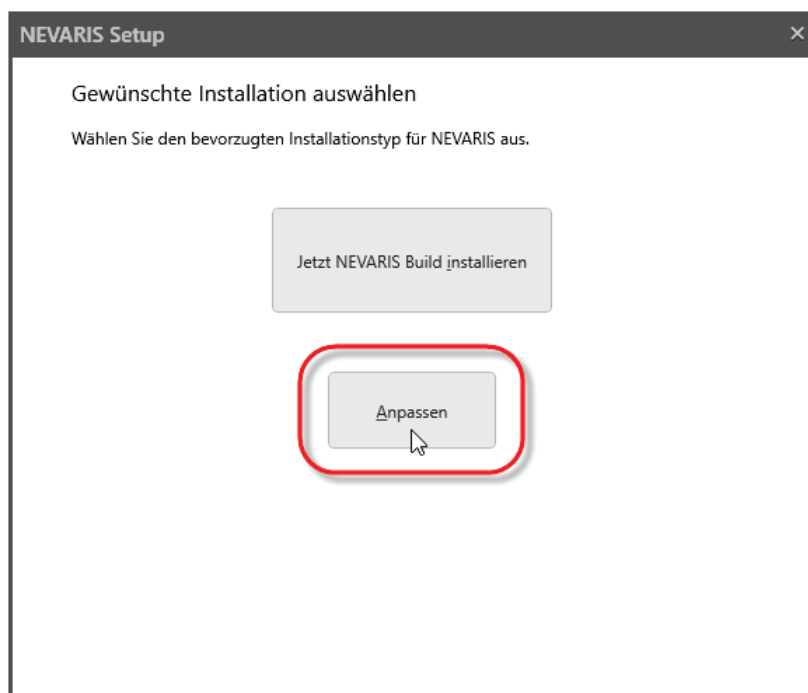 NEVARIS Setup
Gewünschte Installation auswählen
Wählen Sie den bevorzugten Installationstyp für NEVARIS aus.
Jetzt NEVARIS Build installieren
Anpassen